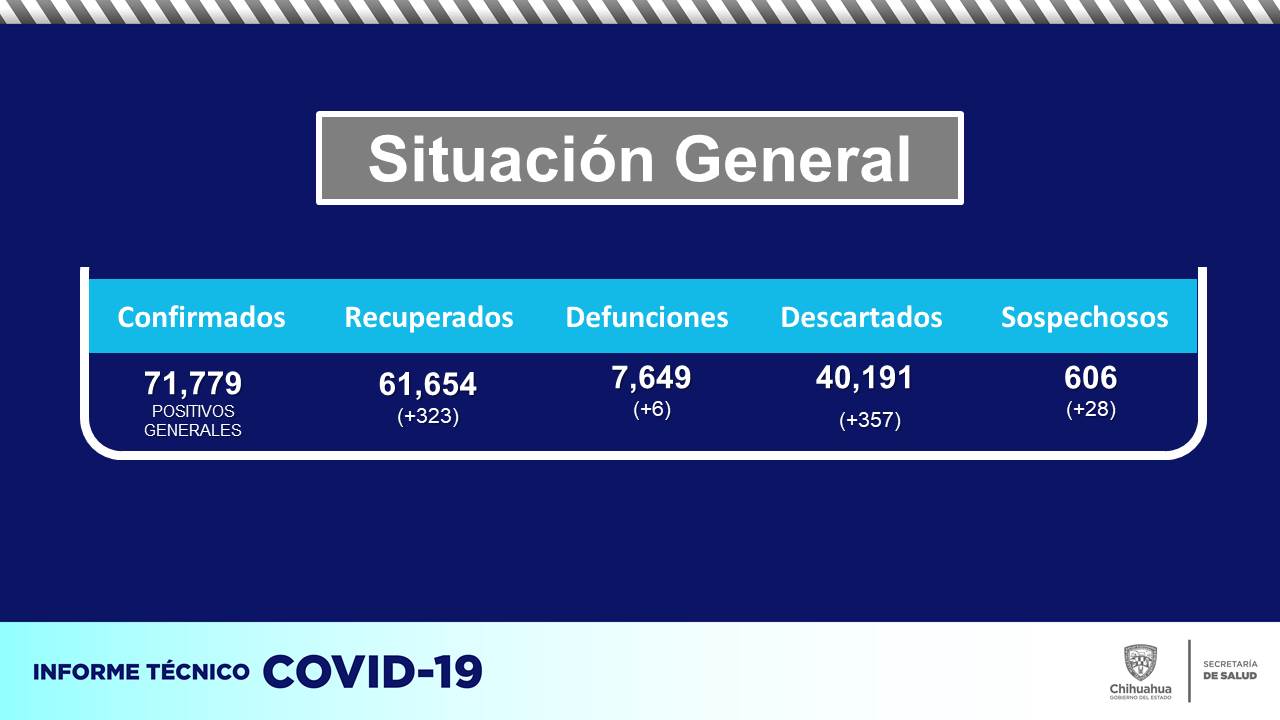 Situación General
Confirmados Recuperados Defunciones Descartados Sospechosos
71,779 61,654 7,649 40,191 606
POSITIVOS (+323) (+6) (+357) (+28)
GENERALES
INFORME TÉCNICO COVID-19
Chihuahua
GOBIERNO DEL ESTADO
SECRETARÍA
DE SALUD